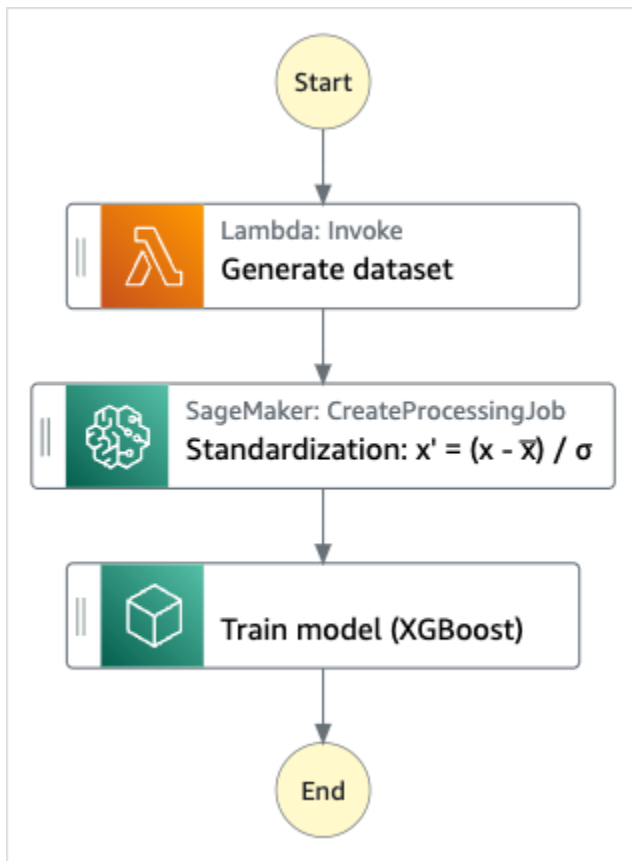 Start
Lambda: Invoke
Generate dataset
SageMaker: CreateProcessingJob
Standardization: x' = (x - x̅) / σ
Train model (XGBoost)
End